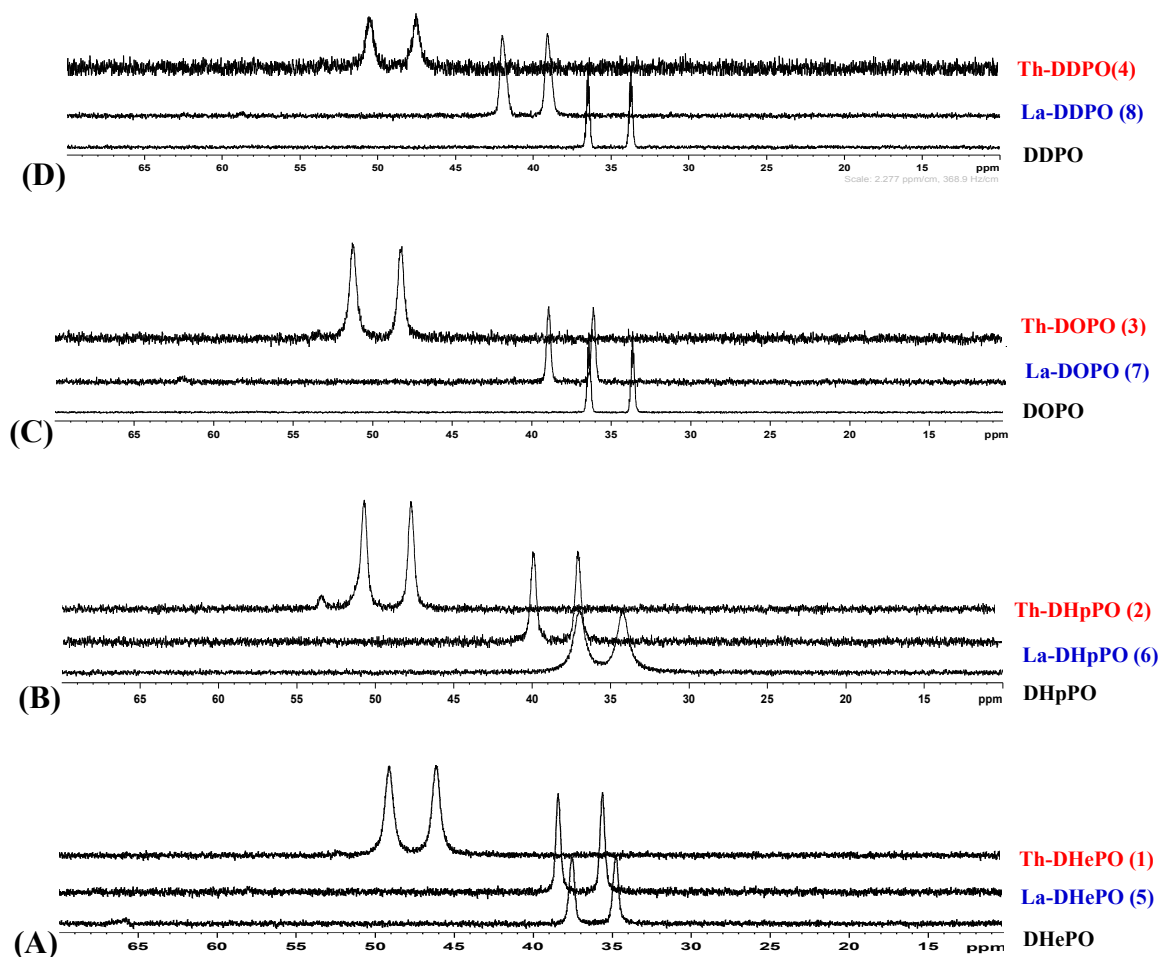 Th-DDPO(4)
La-DDPO (8)
DDPO
65 60 55 50 45 40 35 30 25 20 15 ppm
Scale: 2.277 ppm/cm, 368.9 Hz/cm
(D)
Th-DOPO (3)
La-DOPO (7)
DOPO
65 60 55 50 45 40 35 30 25 20 15 ppm
(C)
Th-DHpPO (2)
La-DHpPO (6)
DHpPO
65 60 55 50 45 40 35 30 25 20 15 ppm
(B)
Th-DHePO (1)
La-DHePO (5)
DHePO
65 60 55 50 45 40 35 30 25 20 15 ppm
(A)